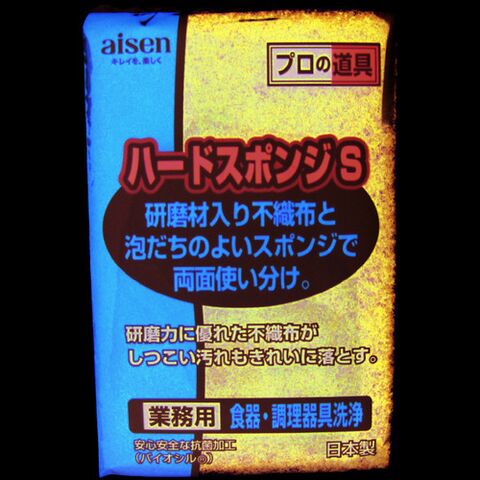 aisen
キレイを、楽しく
プロの道具
ハードスポンジS
研磨材入り不織布と
泡だちのよいスポンジで
両面使い分け。
研磨力に優れた不織布が
しつこい汚れもきれいに落とす。
業務用 食器・調理器具洗浄
安心安全な抗菌加工
(バイオシル®)
日本製